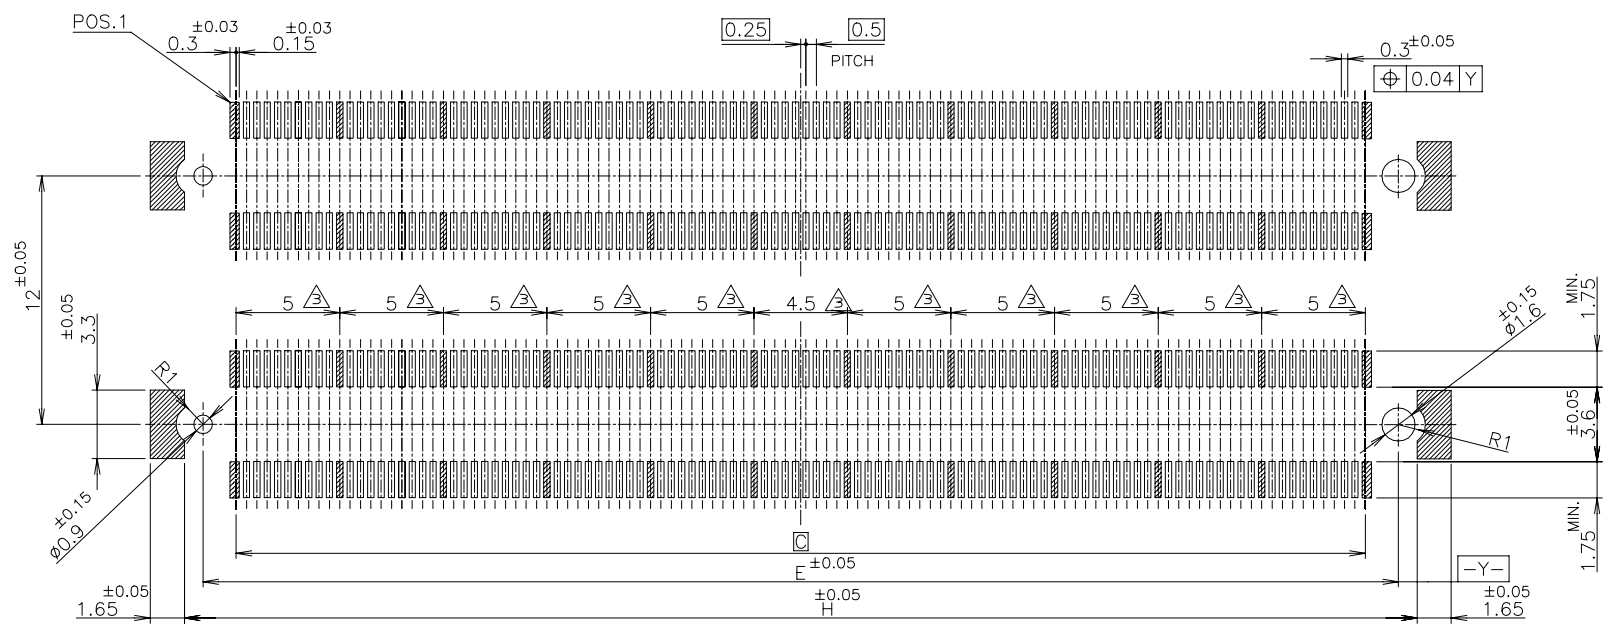 POS.1
±0.03
0.3
±0.03
0.15
0.25
0.5
PITCH
0.3 ±0.05
0.04 Y
12 ±0.05
3.3 ±0.05
5 3 5 3 5 3 5 3 5 3 4.5 3 5 3 5 3 5 3 5 3 5 3
R1
ø0.9 ±0.15
ø1.6 ±0.15
1.75 MIN.
3.6 ±0.05
R1
1.75 MIN.
C
E ±0.05
-Y-
±0.05
1.65
±0.05
H
±0.05
1.65